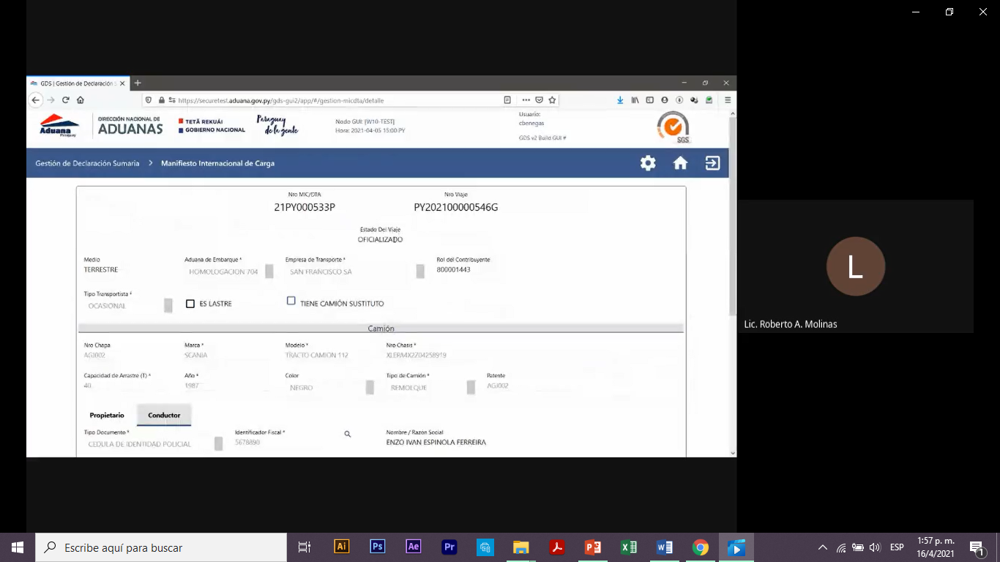 GDS | Gestión de Declaración S
https://securetest.aduana.gov.py/gds-gui2/app/#/gestion-micdta/detalle
Aduana
Paraguay
DIRECCIÓN NACIONAL DE
ADUANAS
TETÃ REKUÁI
GOBIERNO NACIONAL
Paraguay
de la gente
Nodo GUI: [W10-TEST]
Hora: 2021-04-05 15:00:PY
Usuario:
cbenegas
GDS v2 Build GUI #
SGS
Gestión de Declaración Sumaria > Manifiesto Internacional de Carga
Nro MIC/DTA Nro Viaje
21PY000533P PY202100000546G
Estado Del Viaje
OFICIALIZADO
Medio Aduana de Embarque * Empresa de Transporte * Rol del Contribuyente
TERRESTRE HOMOLOGACION 704 SAN FRANCISCO SA 800001443
Tipo Transportista *
OCASIONAL ES LASTRE TIENE CAMIÓN SUSTITUTO
Camión
Nro Chapa Marca * Modelo * Nro Chasis *
AGJ002 SCANIA TRACTO CAMION 112 XLERMX2Z04258919
Capacidad de Arrastre (T) * Año * Color Tipo de Camión * Patente
40 1987 NEGRO REMOLQUE AGJ002
Propietario Conductor
Tipo Documento * Identificador Fiscal * Nombre / Razón Social
CEDULA DE IDENTIDAD POLICIAL 5678890 ENZO IVAN ESPINOLA FERREIRA
L
Lic. Roberto A. Molinas
Escribe aquí para buscar
Ai
Ps
Ae
Pr
ESP
1:57 p. m.
16/4/2021
1